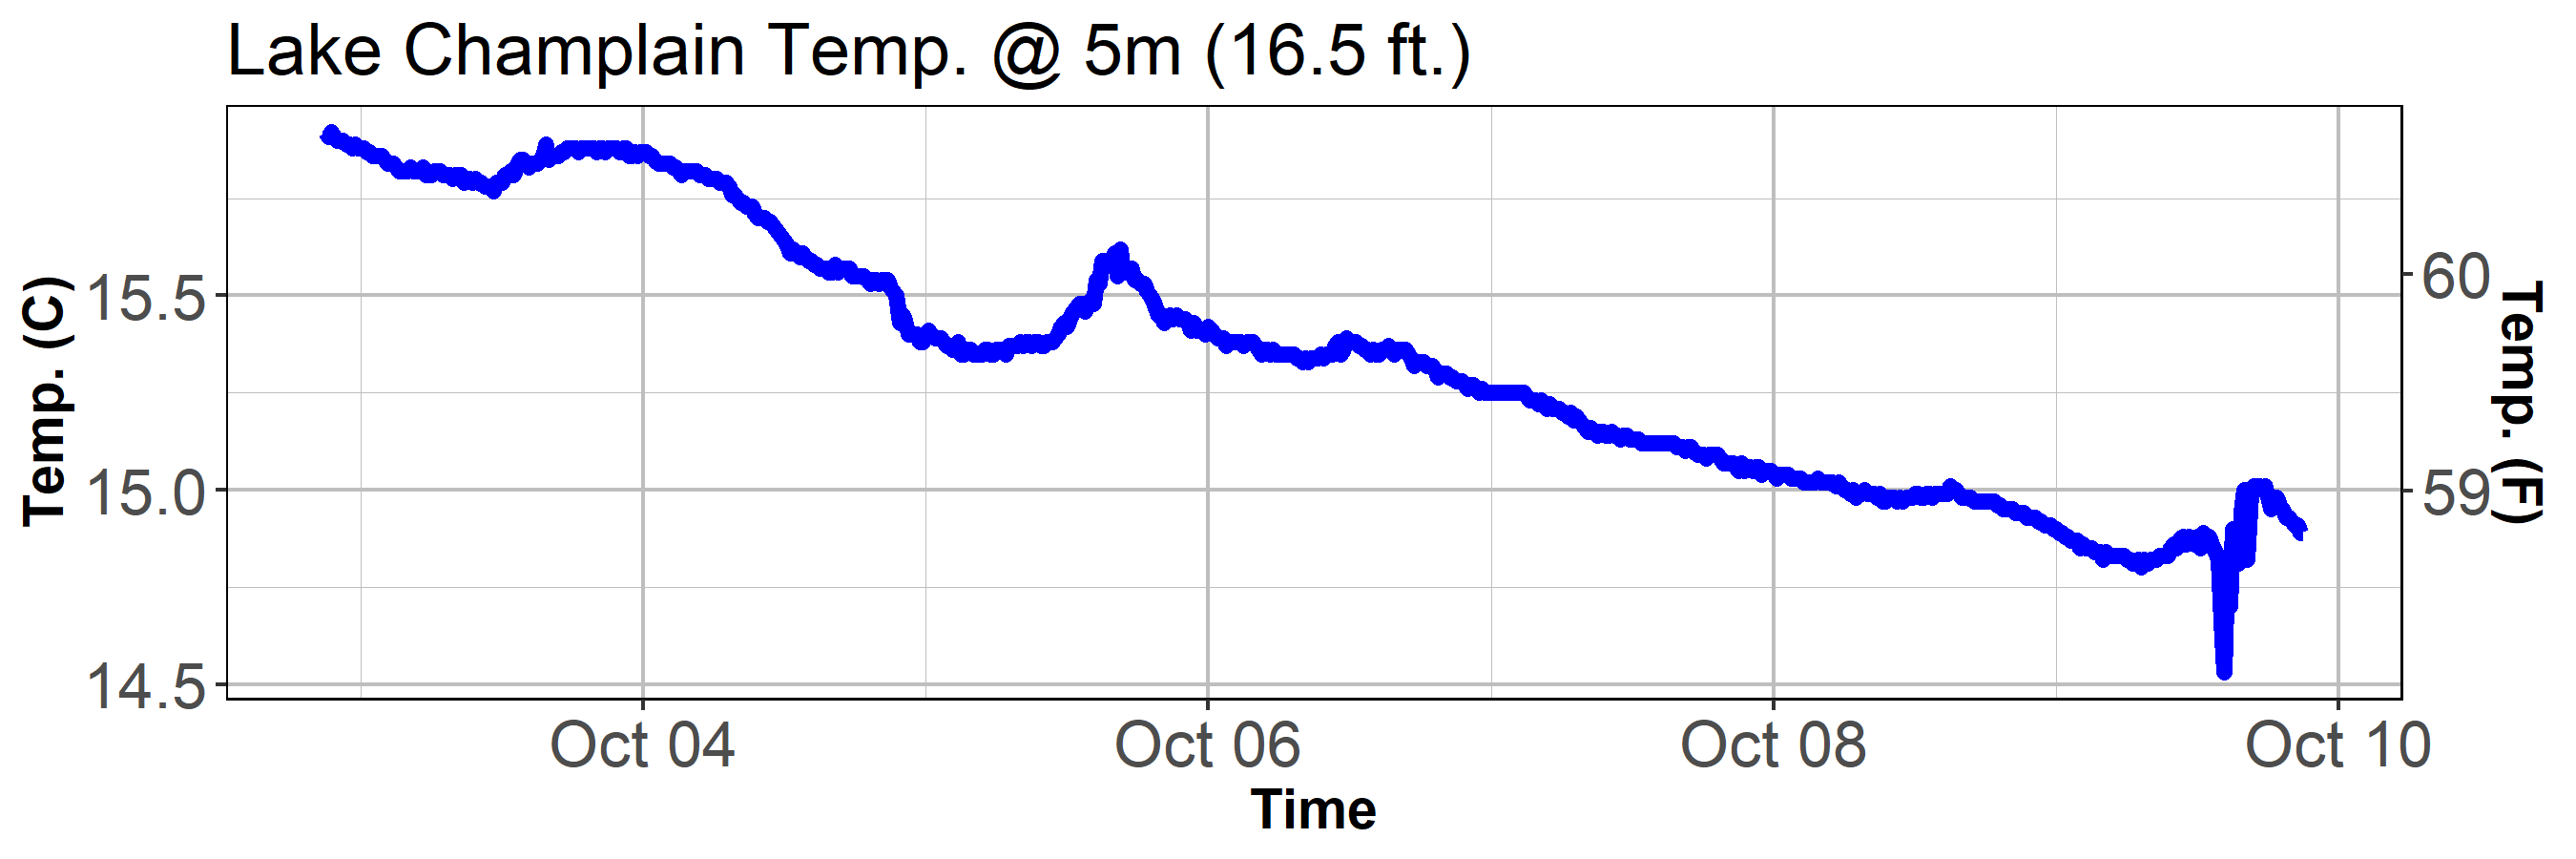 Lake Champlain Temp. @ 5m (16.5 ft.)
Temp. (C)
15.5
15.0
14.5
60
59
Temp. (F)
Oct 04
Oct 06
Oct 08
Oct 10
Time